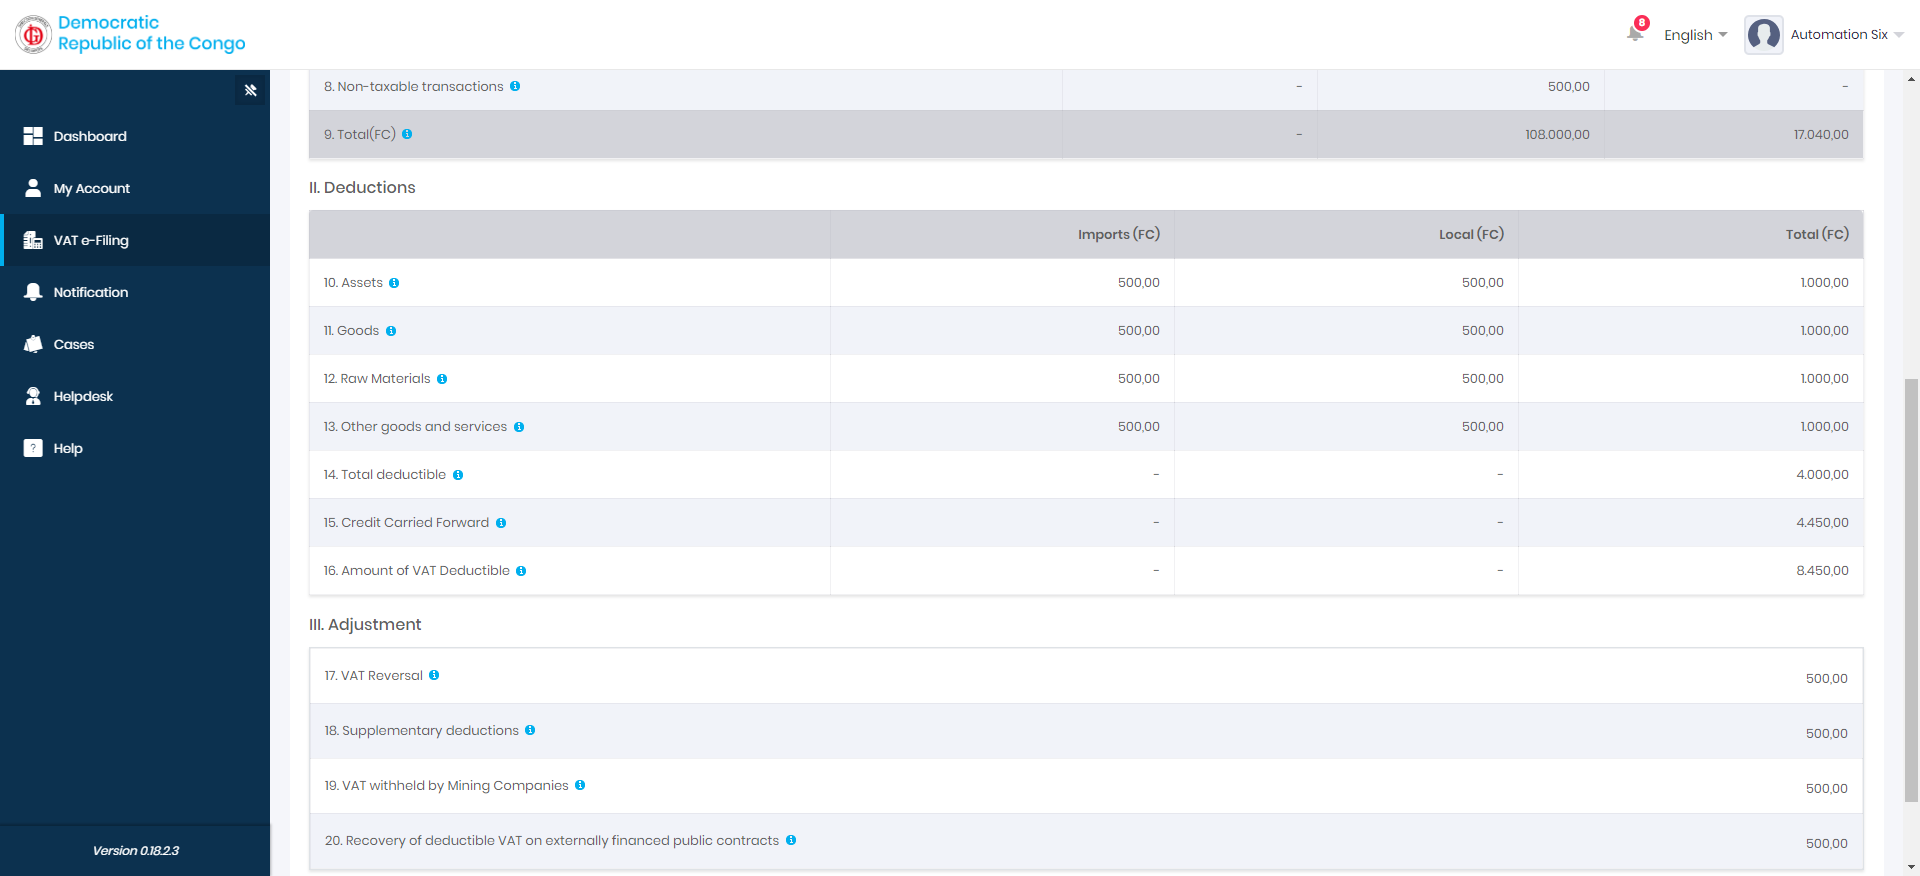 Democratic
Republic of the Congo
8
English
Automation Six
Dashboard
My Account
VAT e-Filing
Notification
Cases
Helpdesk
? Help
Version 0.18.2.3
8. Non-taxable transactions - 500,00 -
9. Total(FC) - 108.000,00 17.040,00
II. Deductions
Imports (FC) Local (FC) Total (FC)
10. Assets 500,00 500,00 1.000,00
11. Goods 500,00 500,00 1.000,00
12. Raw Materials 500,00 500,00 1.000,00
13. Other goods and services 500,00 500,00 1.000,00
14. Total deductible - - 4.000,00
15. Credit Carried Forward - - 4.450,00
16. Amount of VAT Deductible - - 8.450,00
III. Adjustment
17. VAT Reversal 500,00
18. Supplementary deductions 500,00
19. VAT withheld by Mining Companies 500,00
20. Recovery of deductible VAT on externally financed public contracts 500,00